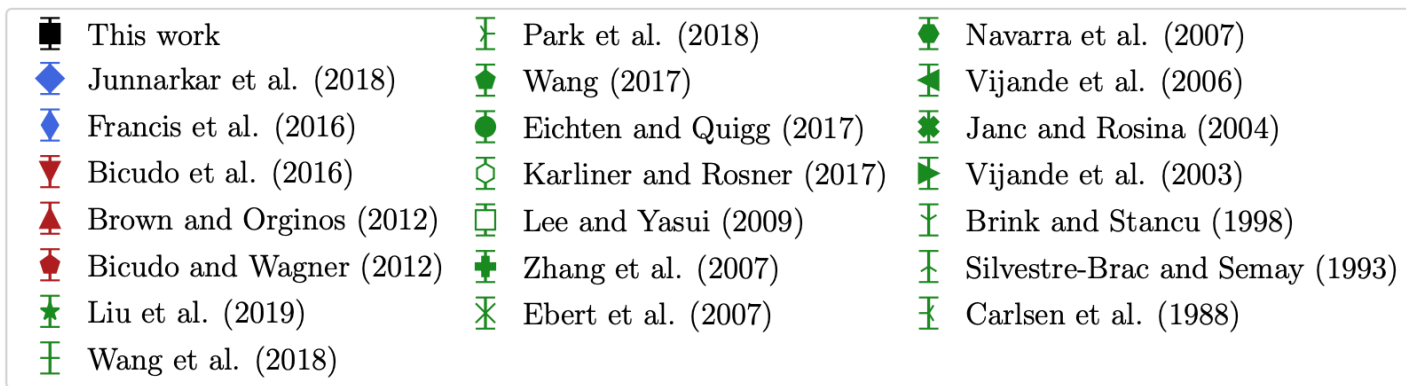 This work
Junnarkar et al. (2018)
Francis et al. (2016)
Bicudo et al. (2016)
Brown and Orginos (2012)
Bicudo and Wagner (2012)
Liu et al. (2019)
Wang et al. (2018)
Park et al. (2018)
Wang (2017)
Eichten and Quigg (2017)
Karliner and Rosner (2017)
Lee and Yasui (2009)
Zhang et al. (2007)
Ebert et al. (2007)
Navarra et al. (2007)
Vijande et al. (2006)
Janc and Rosina (2004)
Vijande et al. (2003)
Brink and Stancu (1998)
Silvestre-Brac and Semay (1993)
Carlsen et al. (1988)